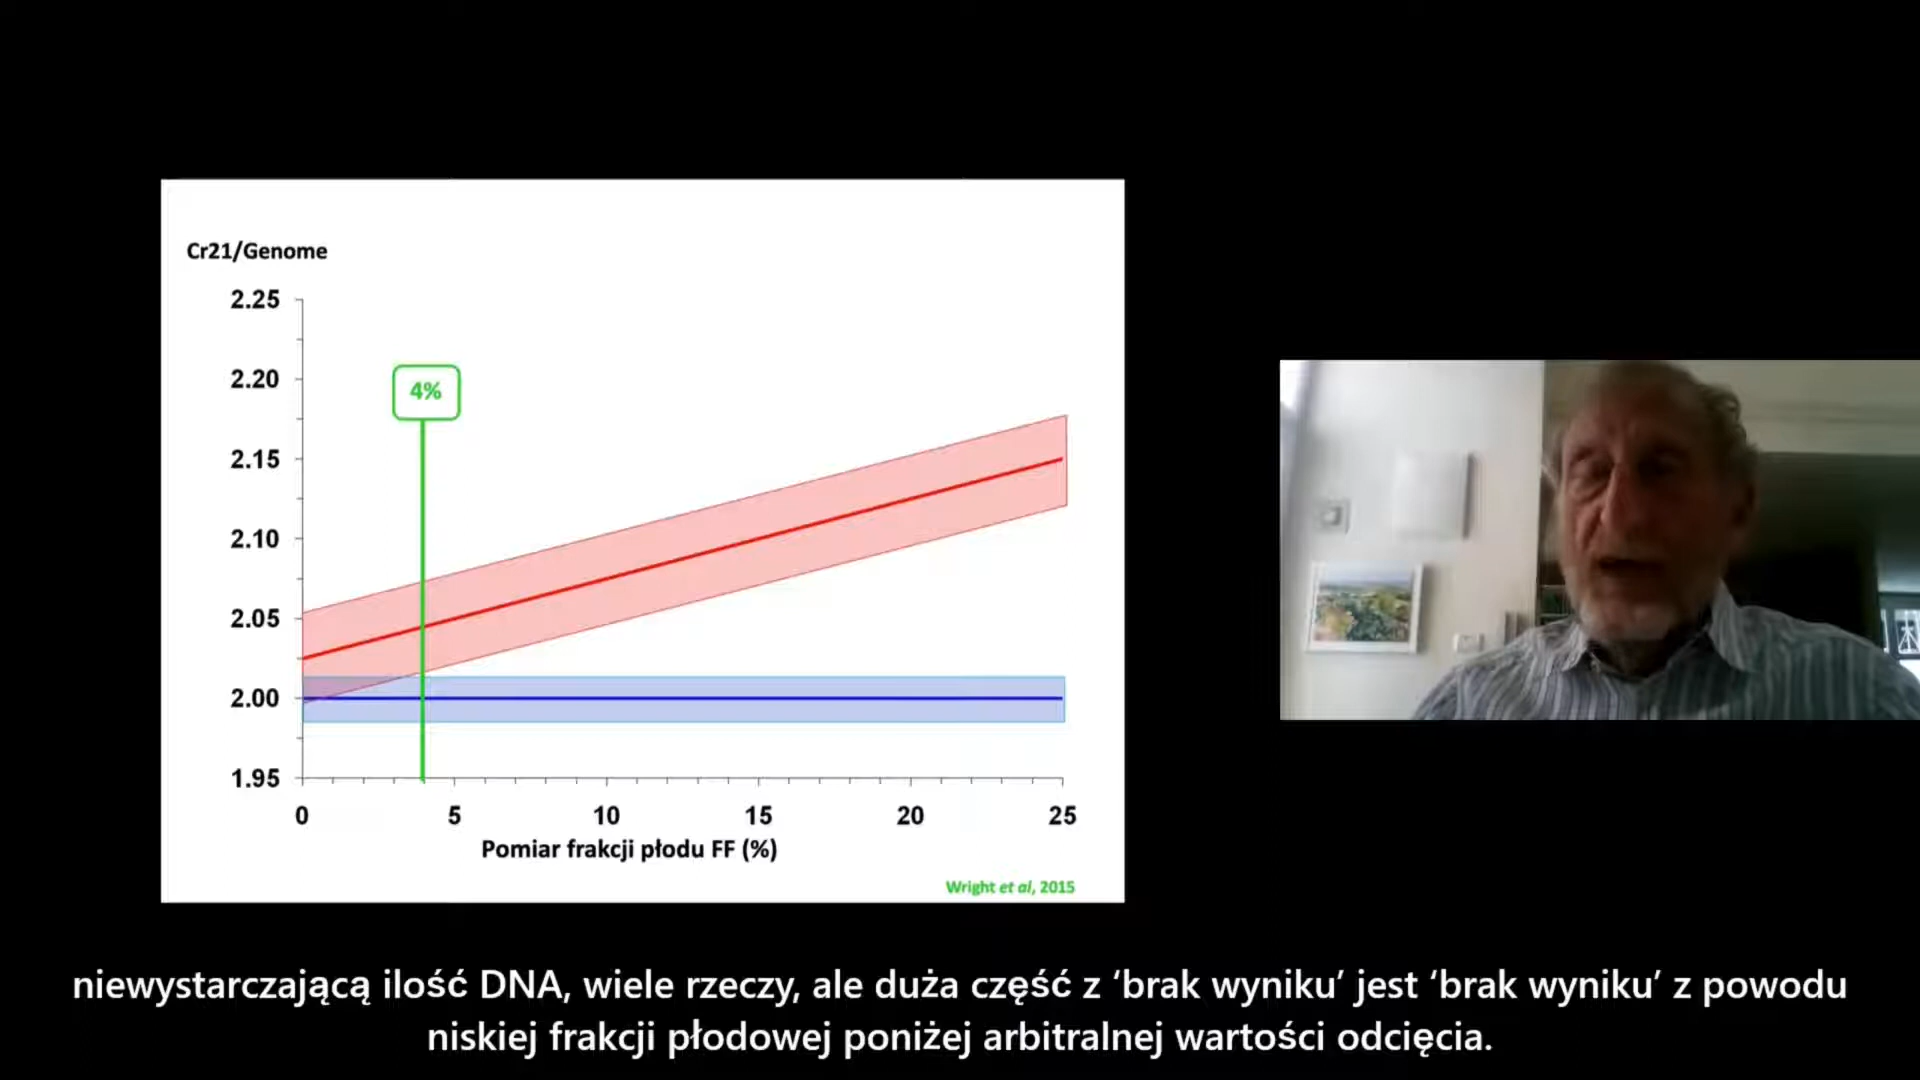 Cr21/Genome
2.25
2.20
4%
2.15
2.10
2.05
2.00
1.95
0 5 10 15 20 25
Pomiar frakcji płodu FF (%)
Wright et al, 2015
niewystarczającą ilość DNA, wiele rzeczy, ale duża część z ‘brak wyniku’ jest ‘brak wyniku’ z powodu
niskiej frakcji płodowej poniżej arbitralnej wartości odcięcia.